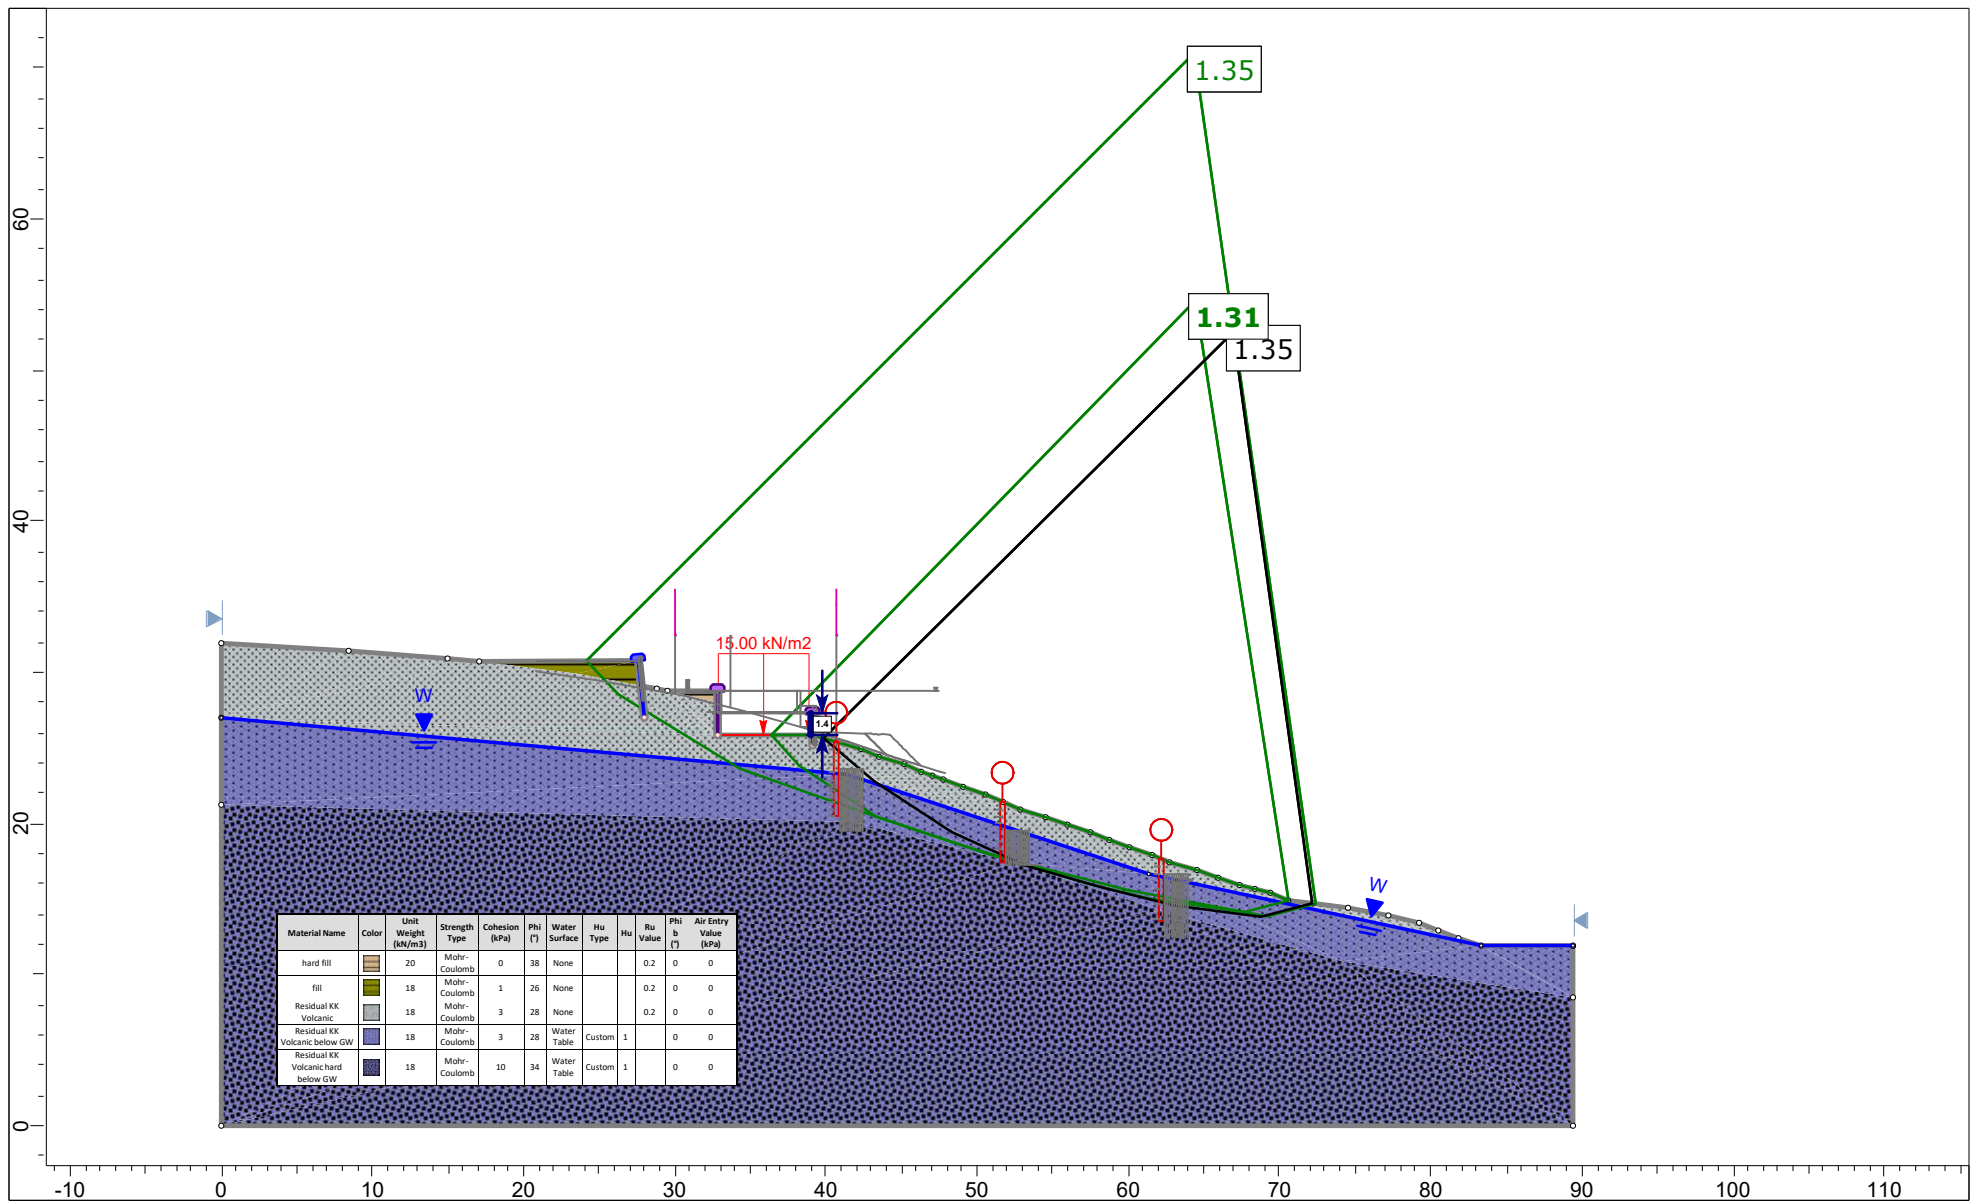 1.35
1.31
1.35
60
40
20
0
15.00 kN/m2
1.4
W
W
Material Name Color Unit Weight (kN/m3) Strength Type Cohesion (kPa) Phi (°) Water Surface Hu Type Hu Ru Value Phi b (°) Air Entry Value (kPa)
hard fill 20 Mohr-Coulomb 0 38 None 0.2 0 0
fill 18 Mohr-Coulomb 1 26 None 0.2 0 0
Residual KK Volcanic 18 Mohr-Coulomb 3 28 None 0.2 0 0
Residual KK Volcanic below GW 18 Mohr-Coulomb 3 28 Water Table Custom 1 0 0
Residual KK Volcanic hard below GW 18 Mohr-Coulomb 10 34 Water Table Custom 1 0 0
-10 0 10 20 30 40 50 60 70 80 90 100 110